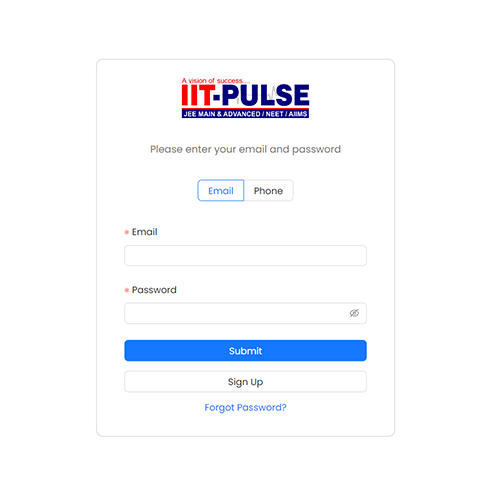 A vision of success....
IIT-PULSE
JEE MAIN & ADVANCED / NEET / AIIMS
Please enter your email and password
Email Phone
* Email
* Password
Submit
Sign Up
Forgot Password?